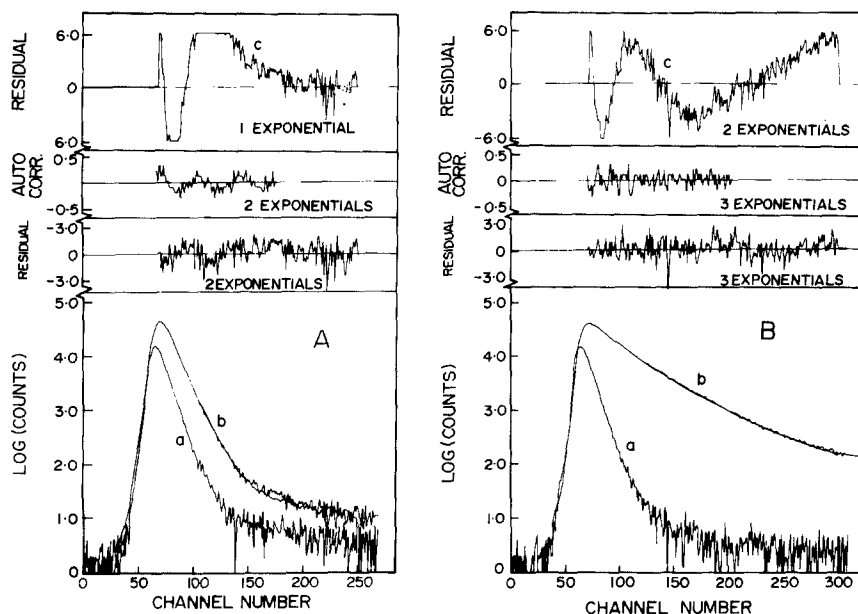 RESIDUAL
6.0
0
6.0
c
1 EXPONENTIAL
AUTO
CORR.
0.5
-0.5
2 EXPONENTIALS
RESIDUAL
-3.0
-3.0
2EXPONENTIALS
LOG (COUNTS)
5.0
4.0
3.0
2.0
1.0
0
A
a
b
0 50 100 150 200 250
CHANNEL NUMBER
RESIDUAL
6.0
0
-6.0
c
2 EXPONENTIALS
AUTO
CORR.
0.5
0
-0.5
3 EXPONENTIALS
RESIDUAL
3.0
0
-3.0
3 EXPONENTIALS
LOG (COUNTS)
5.0
4.0
3.0
2.0
1.0
0
B
b
a
0 50 100 150 200 250 300
CHANNEL NUMBER